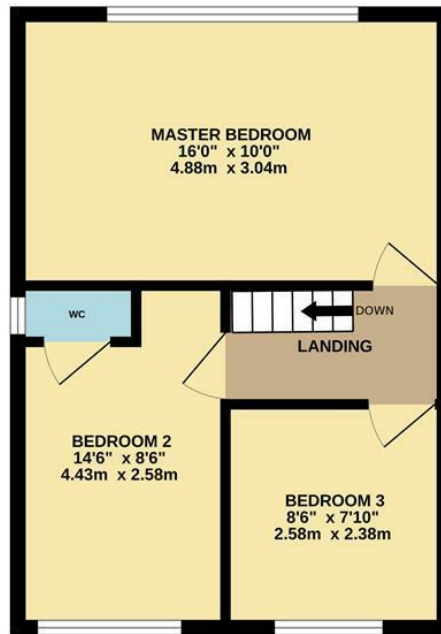 MASTER BEDROOM
16'0" x 10'0"
4.88m x 3.04m
WC
DOWN
LANDING
BEDROOM 2
14'6" x 8'6"
4.43m x 2.58m
BEDROOM 3
8'6" x 7'10"
2.58m x 2.38m